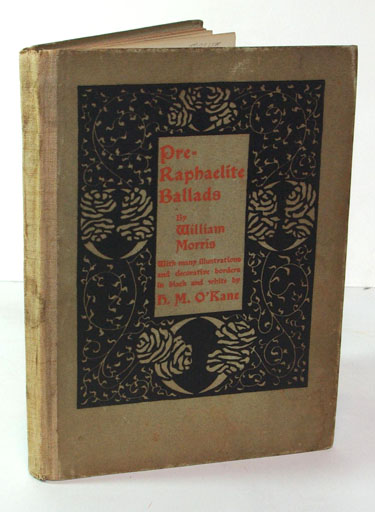 Pre-
Raphaelite
Ballads
By
William
Morris
With many illustrations
and decorative borders
in black and white by
H. M. O'Kane